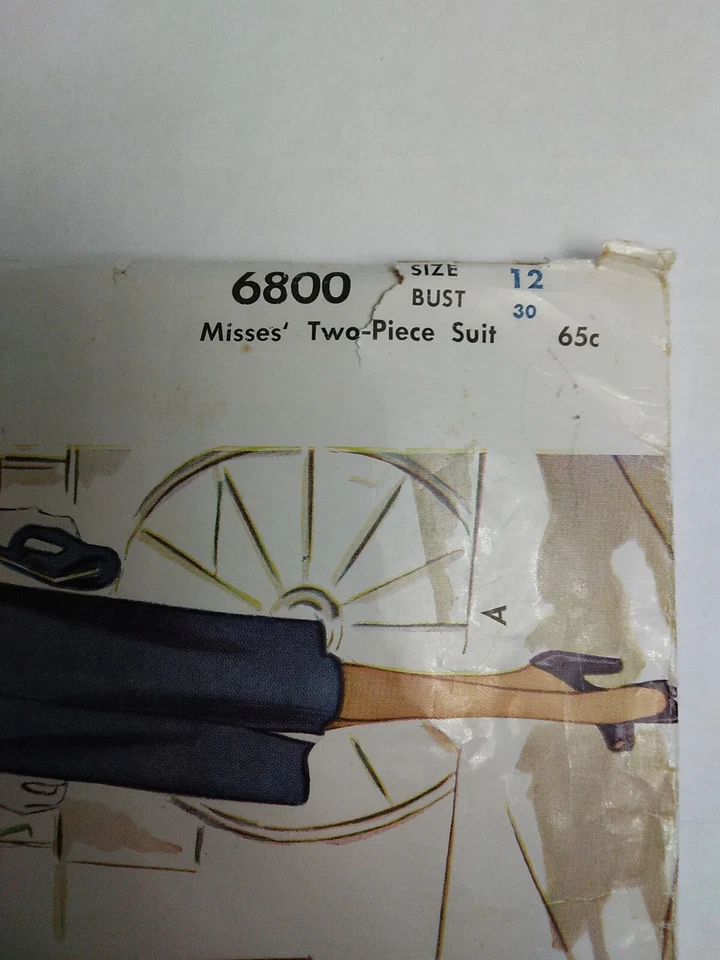 6800 SIZE 12
BUST 30
Misses' Two-Piece Suit 65c
A